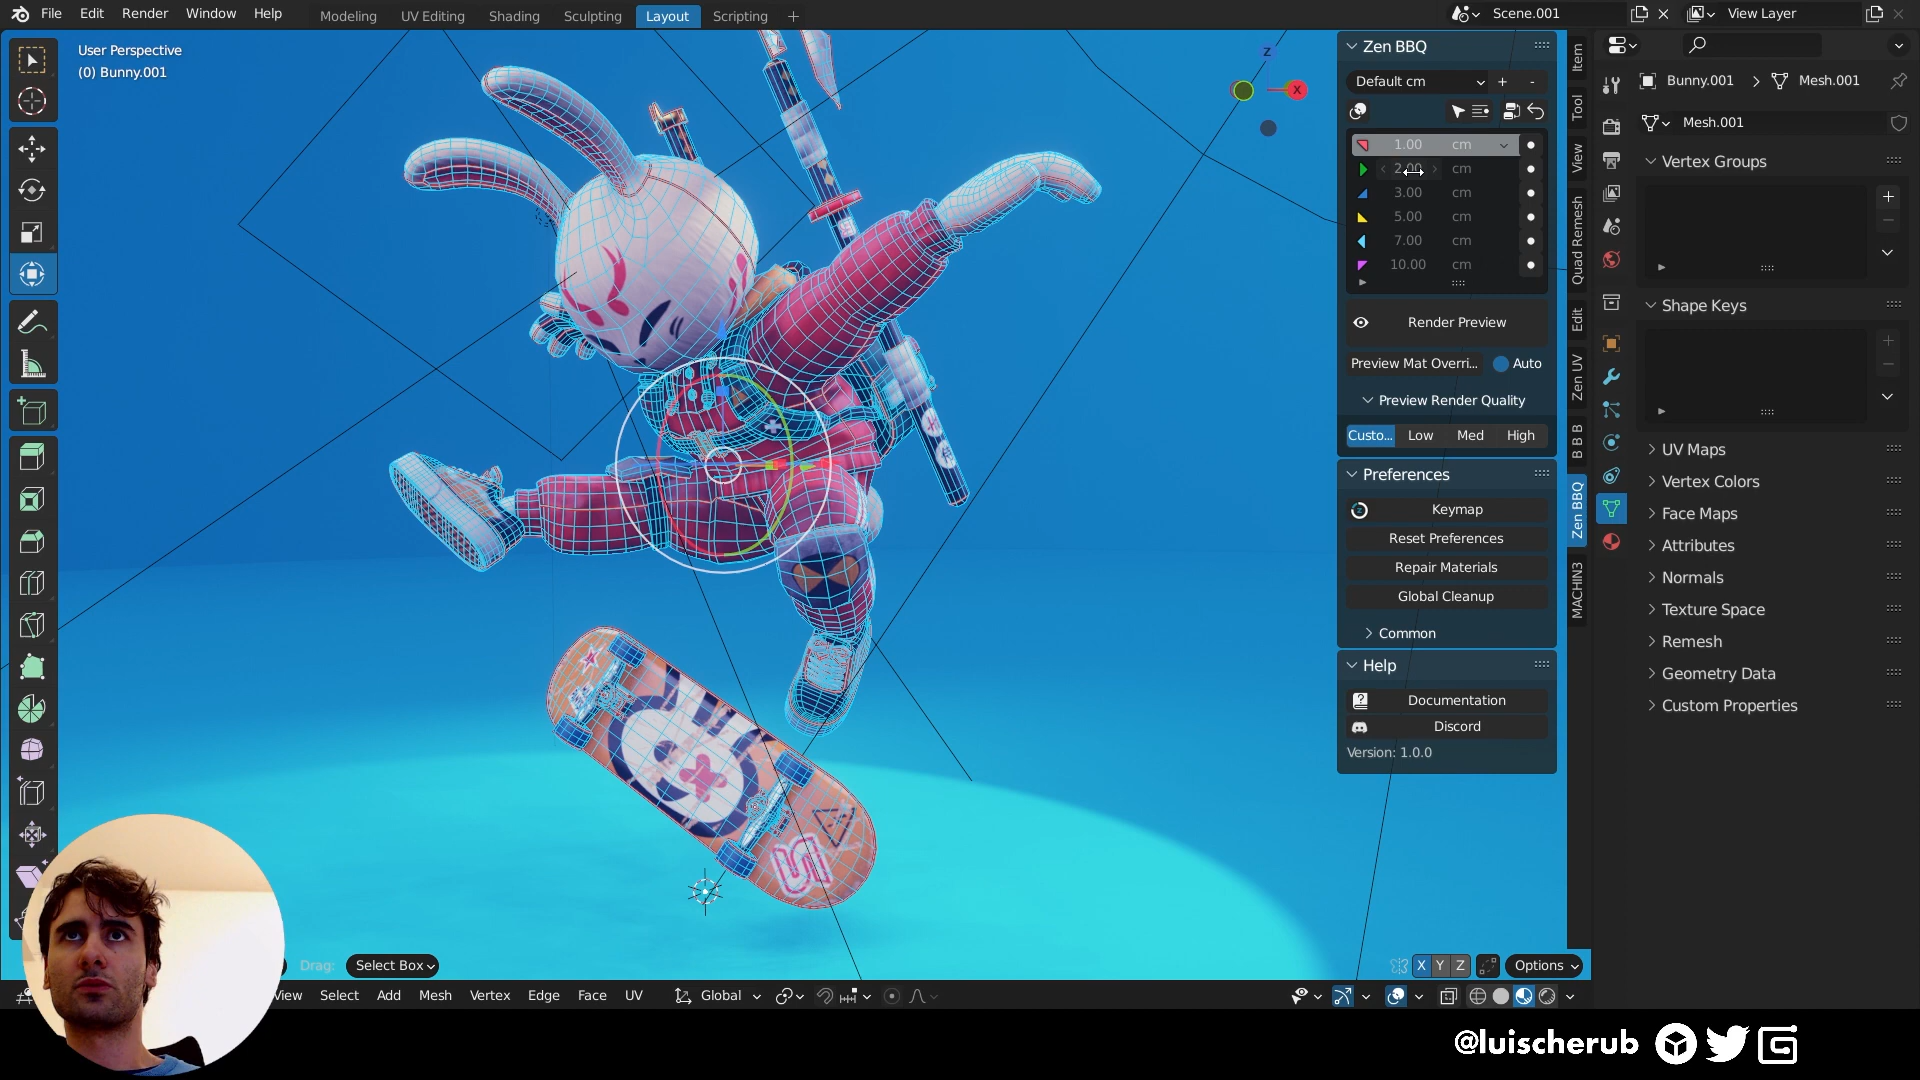 File Edit Render Window Help
Modeling UV Editing Shading Sculpting Layout Scripting +
Scene.001
View Layer
User Perspective
(0) Bunny.001
Z
X
Zen BBQ
Default cm + -
1.00 cm
2.00 cm
3.00 cm
5.00 cm
7.00 cm
10.00 cm
Render Preview
Preview Mat Overri... Auto
Preview Render Quality
Custo... Low Med High
Preferences
Keymap
Reset Preferences
Repair Materials
Global Cleanup
Common
Help
Documentation
Discord
Version: 1.0.0
Item
Tool
View
Quad Remesh
Edit
Zen UV
B B B
Zen BBQ
MACHIN3
Bunny.001 > Mesh.001
Mesh.001
Vertex Groups
Shape Keys
UV Maps
Vertex Colors
Face Maps
Attributes
Normals
Texture Space
Remesh
Geometry Data
Custom Properties
Drag: Select Box
X Y Z Options
View Select Add Mesh Vertex Edge Face UV Global
@luischerub